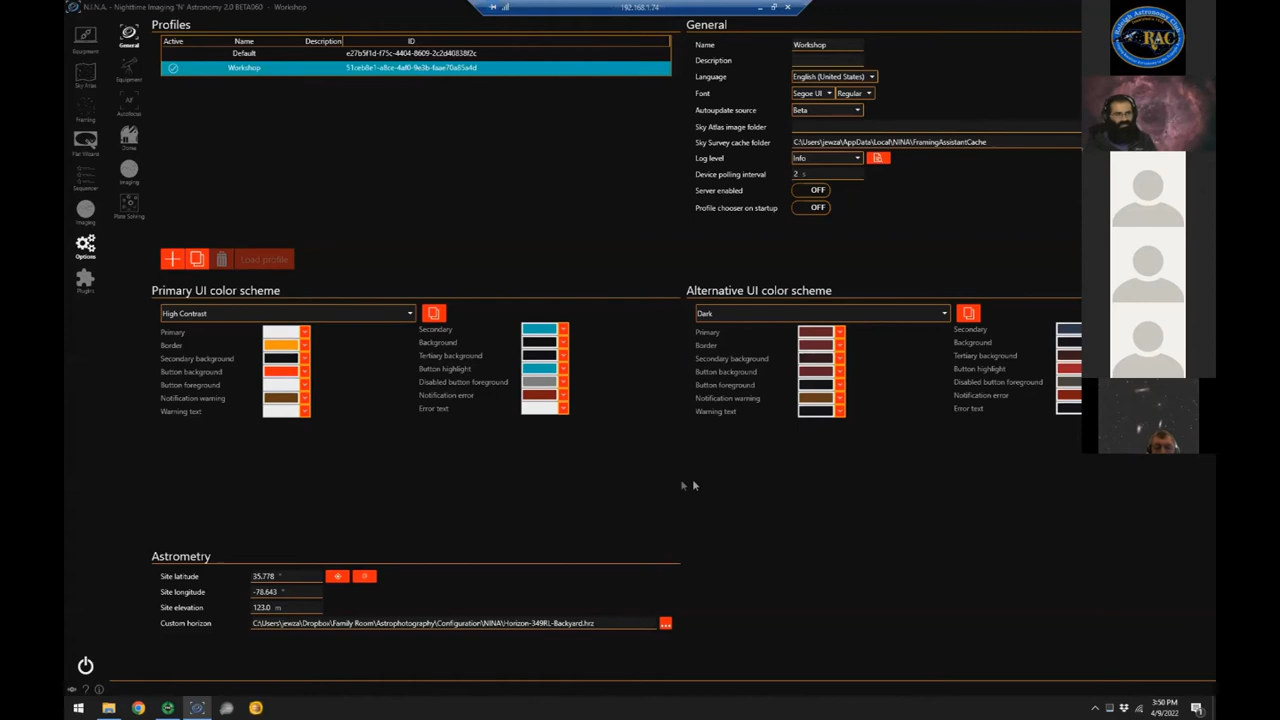 N.I.N.A. - Nighttime Imaging 'N' Astronomy 2.0 BETA060 - Workshop
192.168.1.74
Equipment
Sky Atlas
Framing
Flat Wizard
Sequencer
Imaging
Options
Plugins
General
Equipment
Autofocus
Dome
Imaging
Plate Solving
Profiles
Active Name Description ID
Default e27b5f1d-f75c-4404-8609-2c2d40838f2c
Workshop 51ceb8e1-a8ce-4af0-9e3b-faae70a85a4d
Load profile
General
Name Workshop
Description
Language English (United States)
Font Segoe UI Regular
Autoupdate source Beta
Sky Atlas image folder
Sky Survey cache folder C:\Users\jewza\AppData\Local\NINA\FramingAssistantCache
Log level Info
Device polling interval 2 s
Server enabled OFF
Profile chooser on startup OFF
Primary UI color scheme
High Contrast
Primary Secondary
Border Background
Secondary background Tertiary background
Button background Button highlight
Button foreground Disabled button foreground
Notification warning Notification error
Warning text Error text
Alternative UI color scheme
Dark
Primary Secondary
Border Background
Secondary background Tertiary background
Button background Button highlight
Button foreground Disabled button foreground
Notification warning Notification error
Warning text Error text
Astrometry
Site latitude 35.778 °
Site longitude -78.643 °
Site elevation 123.0 m
Custom horizon C:\Users\jewza\Dropbox\Family Room\Astrophotography\Configuration\NINA\Horizon-349RL-Backyard.hrz
Raleigh Astronomy Club
RAC
3:50 PM
4/9/2022